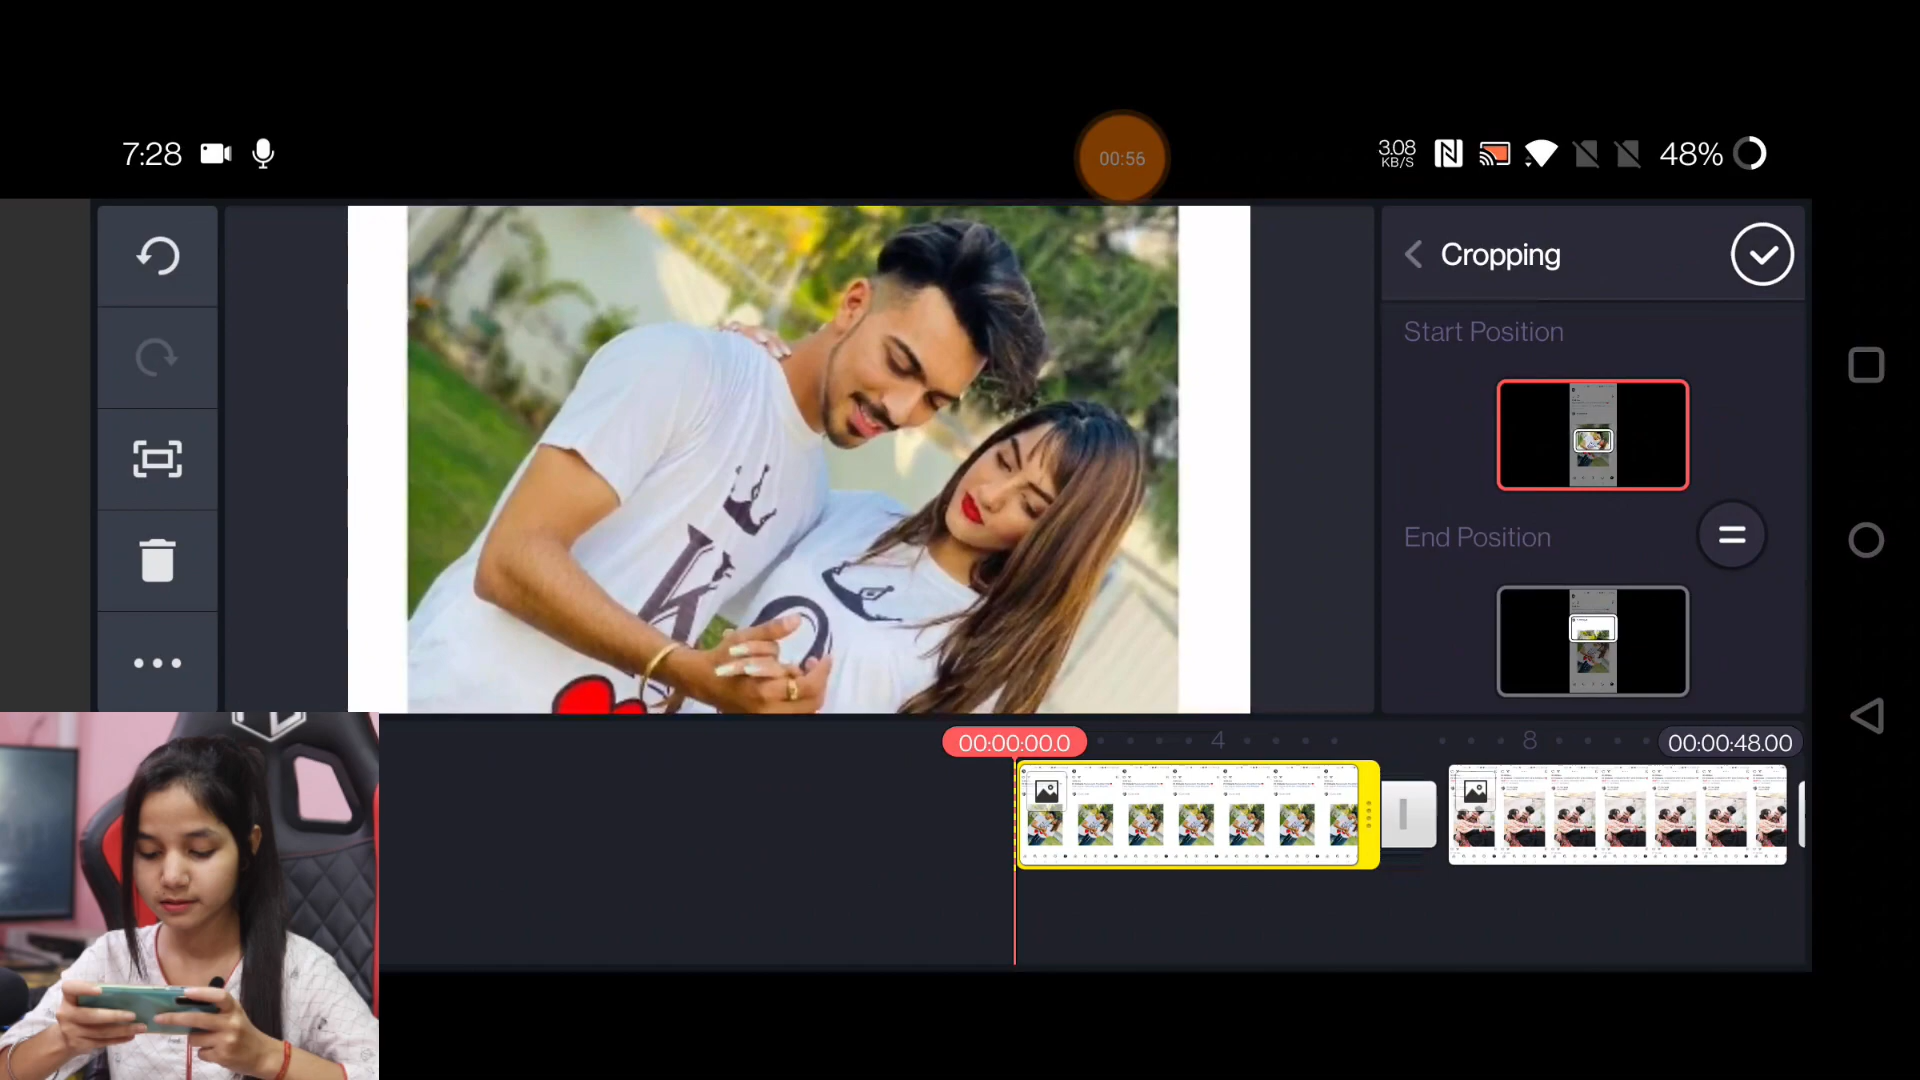 7:28
00:56
3.08
KB/S
48%
Cropping
Start Position
End Position
K
Q
00:00:00.0
4
8
00:00:48.00